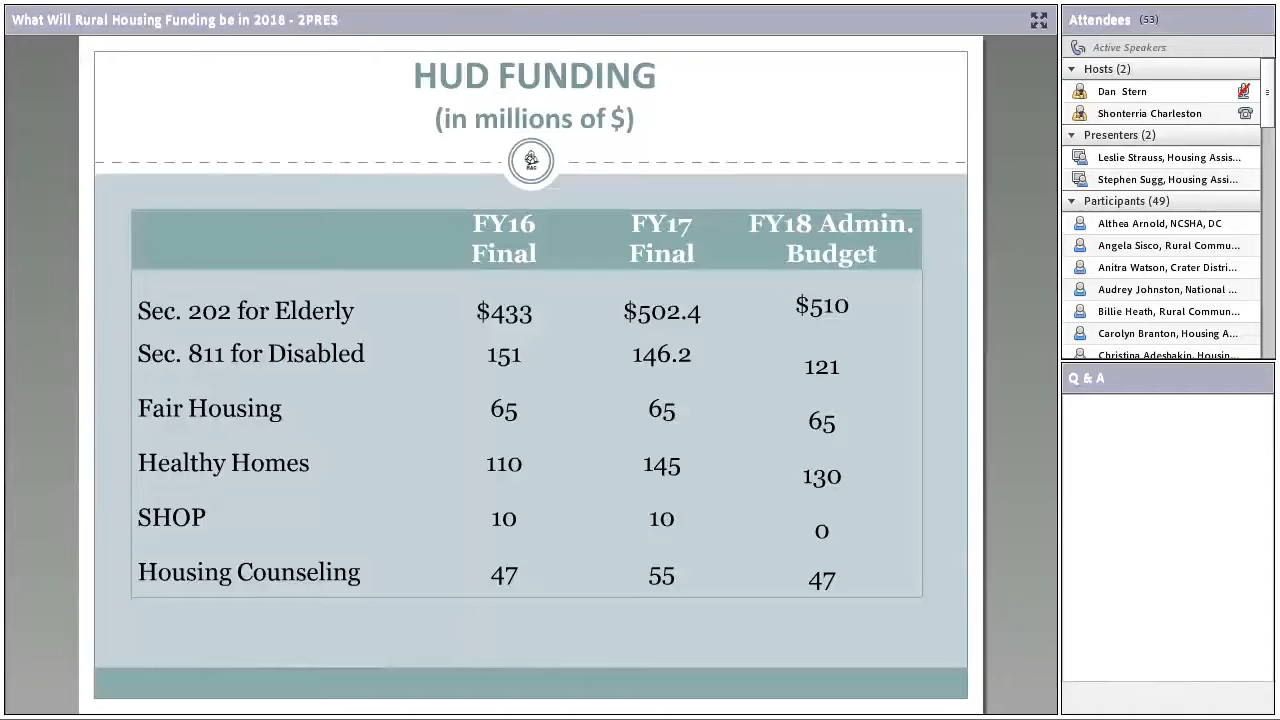 What Will Rural Housing Funding be in 2018 - 2PRES
HUD FUNDING
(in millions of $)
FY16 Final FY17 Final FY18 Admin. Budget
Sec. 202 for Elderly $433 $502.4 $510
Sec. 811 for Disabled 151 146.2 121
Fair Housing 65 65 65
Healthy Homes 110 145 130
SHOP 10 10 0
Housing Counseling 47 55 47
Attendees (53)
Active Speakers
Hosts (2)
Dan Stern
Shonterria Charleston
Presenters (2)
Leslie Strauss, Housing Assis...
Stephen Sugg, Housing Assi...
Participants (49)
Althea Arnold, NCSHA, DC
Angela Sisco, Rural Commu...
Anitra Watson, Crater Distri...
Audrey Johnston, National ...
Billie Heath, Rural Commun...
Carolyn Branton, Housing A...
Christina Adeshakin, Housin...
Q & A